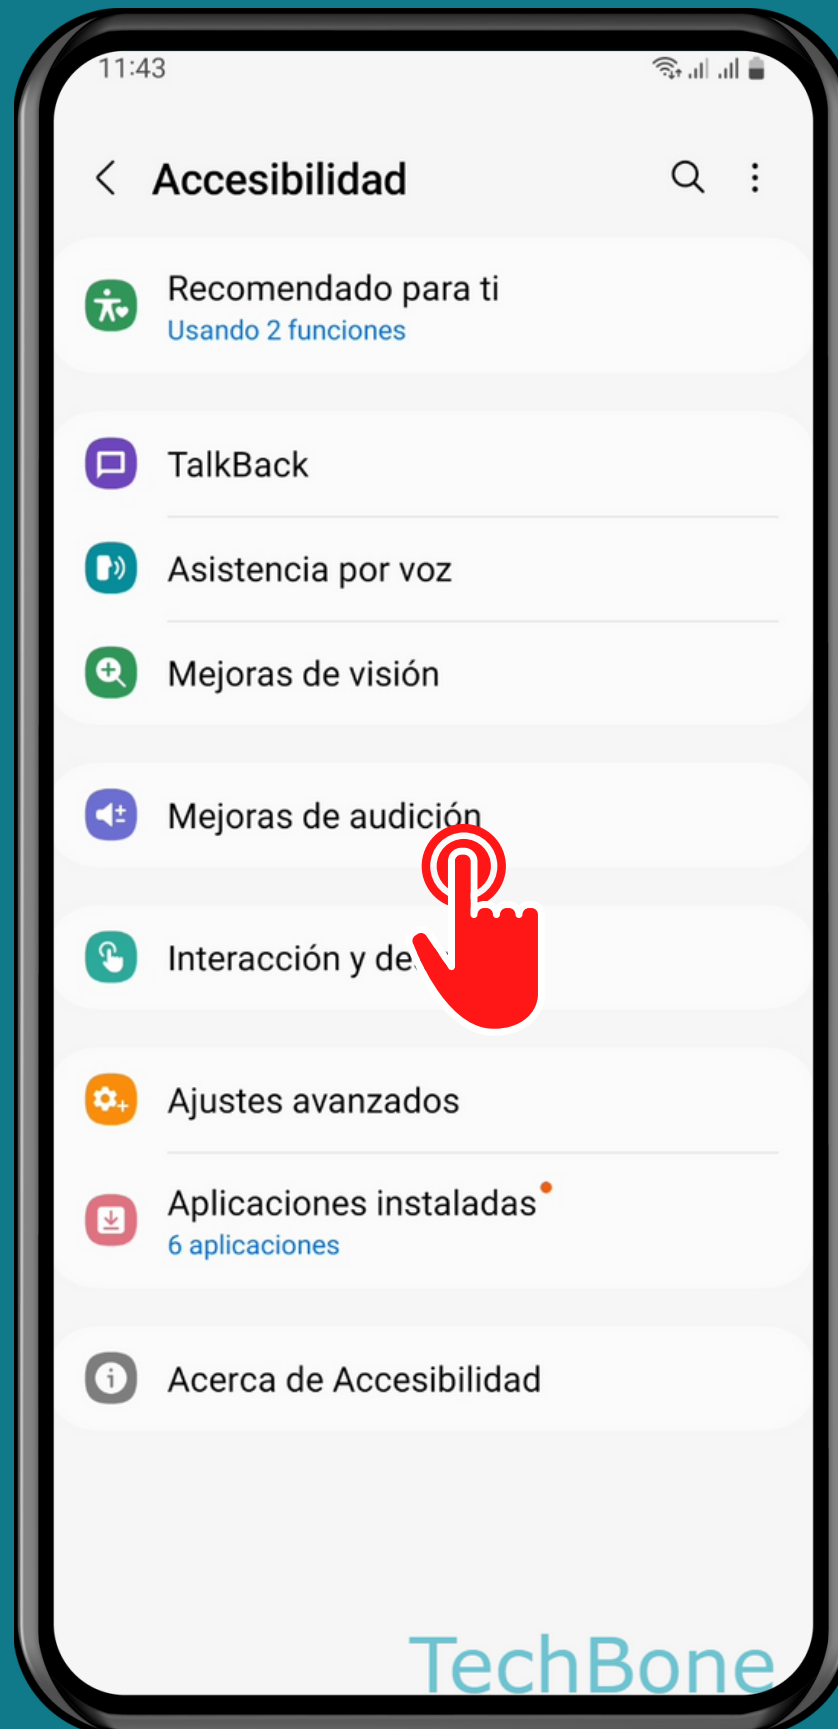 11:43
Accesibilidad
Recomendado para ti
Usando 2 funciones
TalkBack
Asistencia por voz
Mejoras de visión
Mejoras de audición
Interacción y
Ajustes avanzados
Aplicaciones instaladas
6 aplicaciones
Acerca de Accesibilidad
TechBone